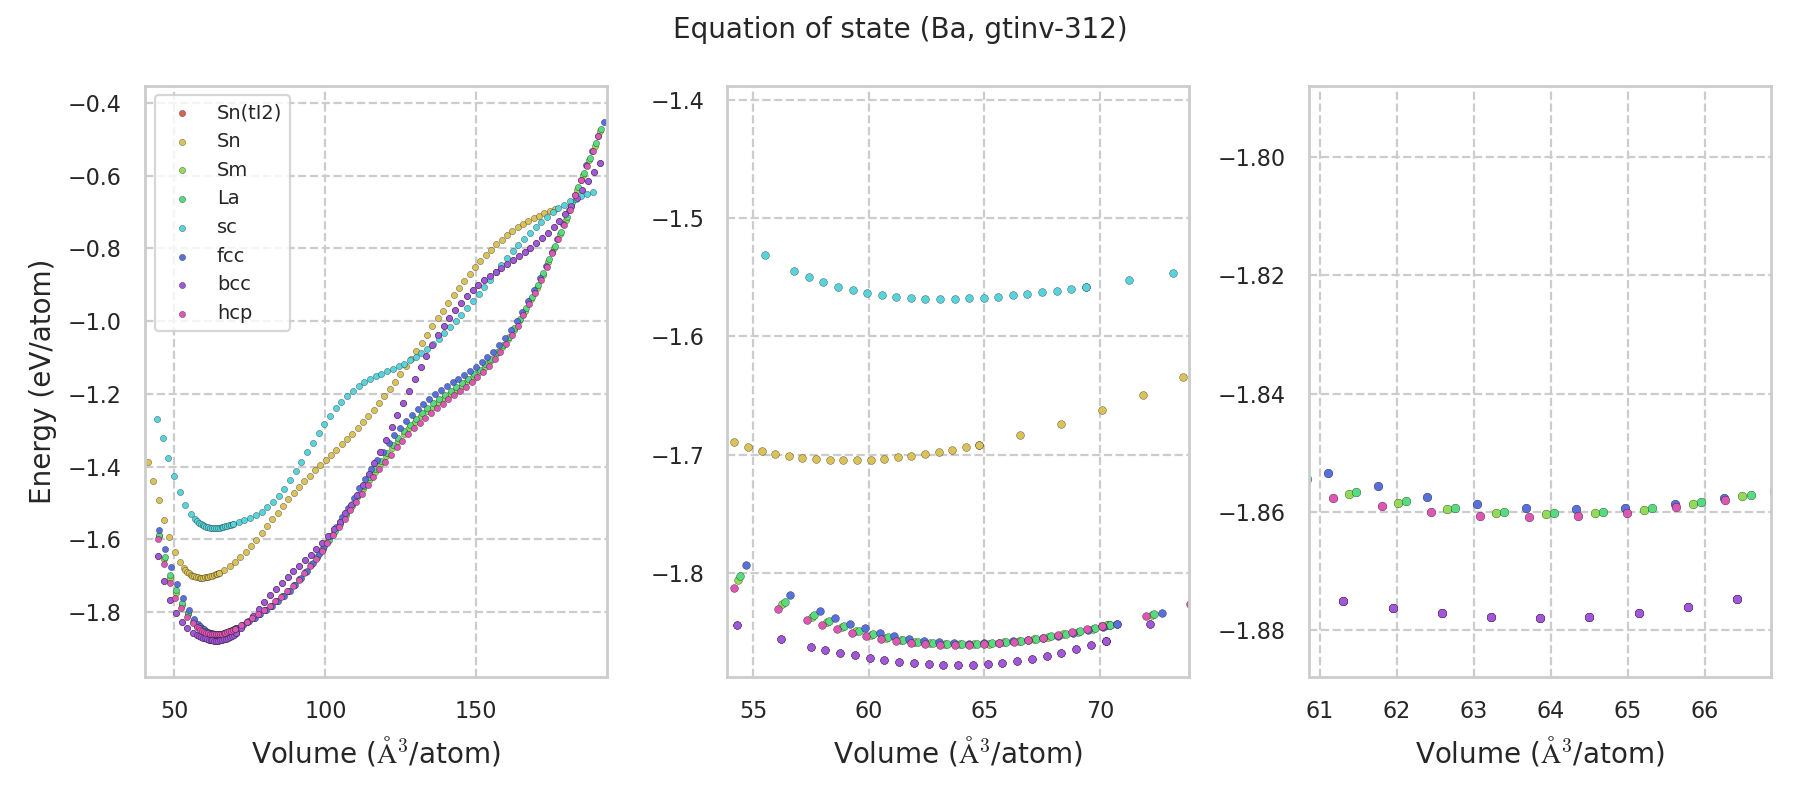 Equation of state (Ba, gtinv-312)
Energy (eV/atom)
−0.4
−0.6
−0.8
−1.0
−1.2
−1.4
−1.6
−1.8
Sn(tI2)
Sn
Sm
La
sc
fcc
bcc
hcp
50 100 150
Volume (Å³/atom)
−1.4
−1.5
−1.6
−1.7
−1.8
55 60 65 70
Volume (Å³/atom)
−1.80
−1.82
−1.84
−1.86
−1.88
61 62 63 64 65 66
Volume (Å³/atom)